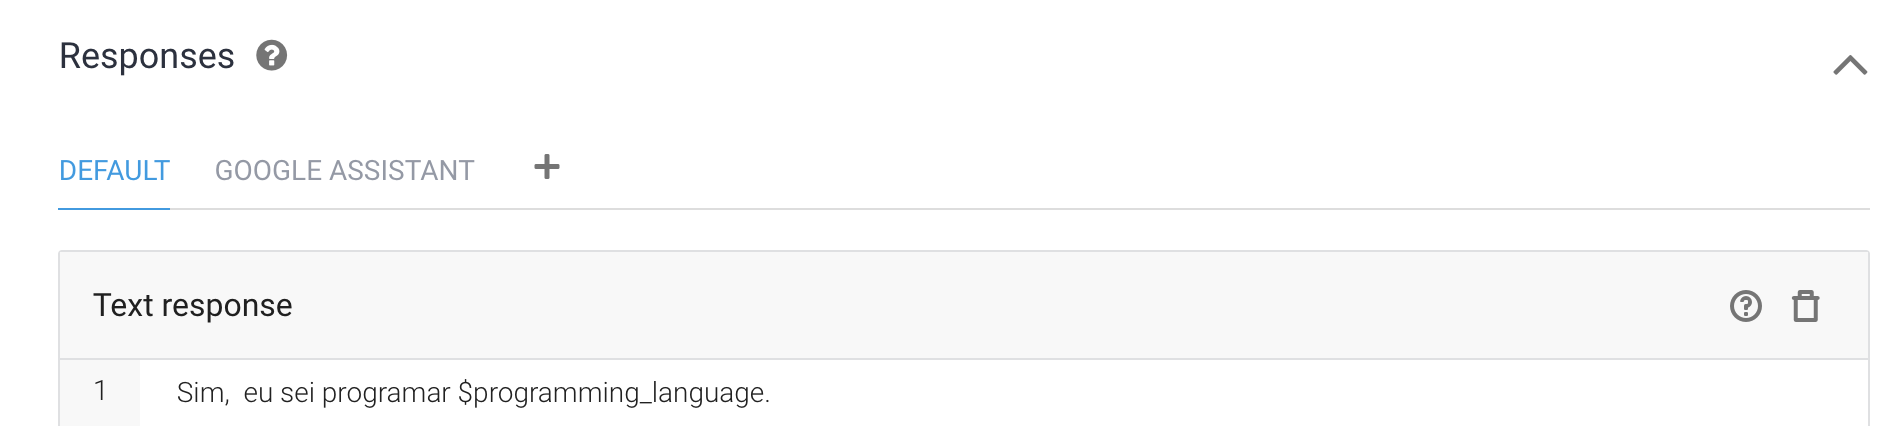 Responses
DEFAULT GOOGLE ASSISTANT +
Text response
1 Sim,  eu sei programar $programming_language.